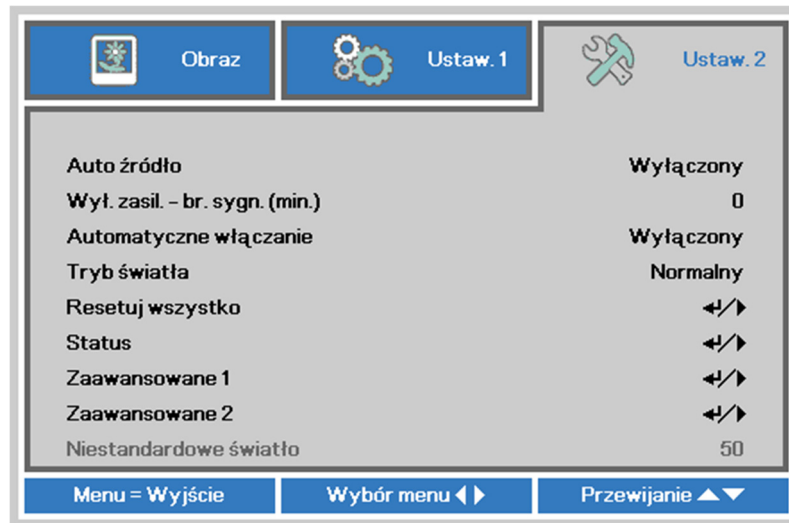 Obraz
Ustaw. 1
Ustaw. 2
Auto źródło Wyłączony
Wył. zasil. – br. sygn. (min.) 0
Automatyczne włączanie Wyłączony
Tryb światła Normalny
Resetuj wszystko ↵/▶
Status ↵/▶
Zaawansowane 1 ↵/▶
Zaawansowane 2 ↵/▶
Niestandardowe światło 50
Menu = Wyjście
Wybór menu ◀▶
Przewijanie ▲▼